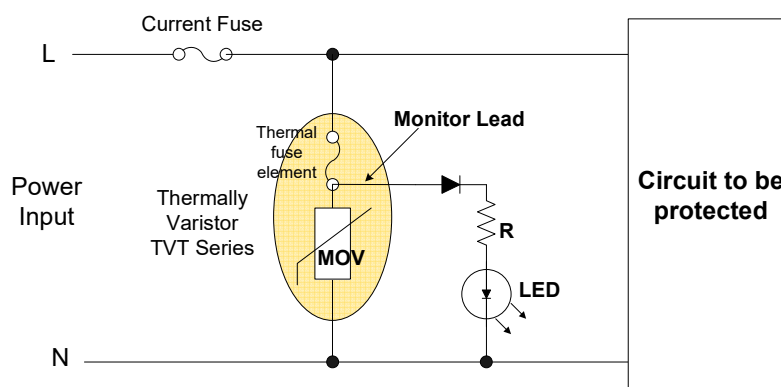 Current Fuse
L
Monitor Lead
Thermal
fuse
element
Power
Input
Thermally
Varistor
TVT Series
MOV
R
LED
Circuit to be
protected
N